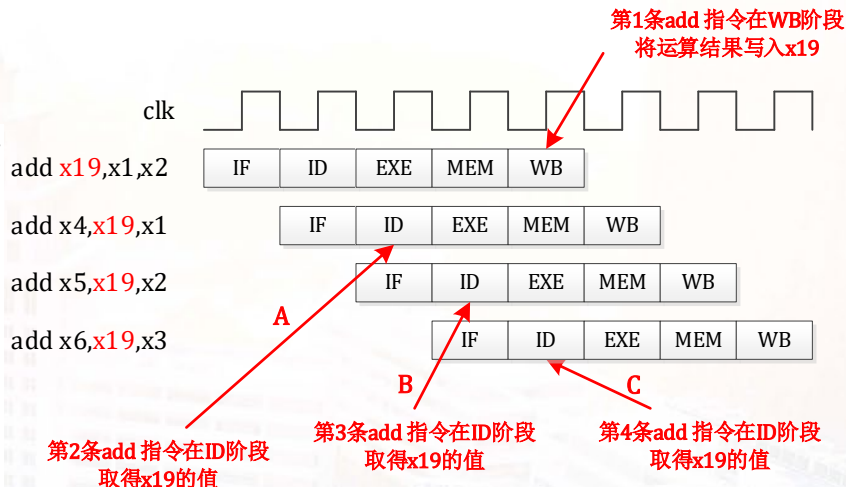 第1条add 指令在WB阶段
将运算结果写入x19
clk
add x19,x1,x2 IF ID EXE MEM WB
add x4,x19,x1 IF ID EXE MEM WB
add x5,x19,x2 IF ID EXE MEM WB
add x6,x19,x3 IF ID EXE MEM WB
A
B
C
第2条add 指令在ID阶段
取得x19的值
第3条add 指令在ID阶段
取得x19的值
第4条add 指令在ID阶段
取得x19的值